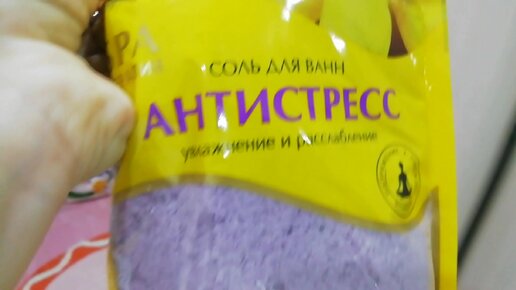 СОЛЬ ДЛЯ ВАНН
АНТИСТРЕСС
увлажнение и расслабление